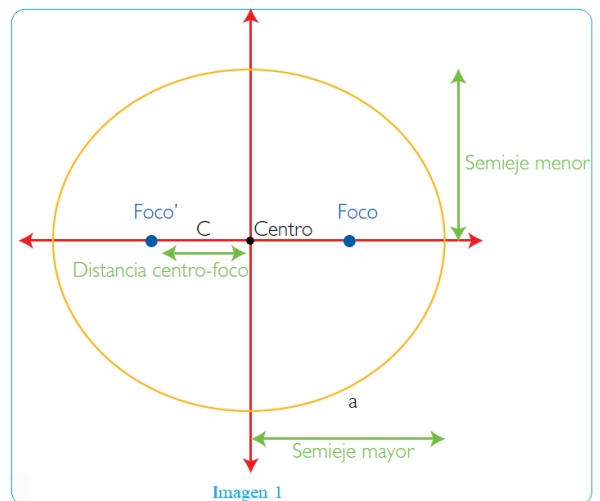 Semieje menor
Foco’
C
Centro
Foco
Distancia centro-foco
a
Semieje mayor
Imagen 1